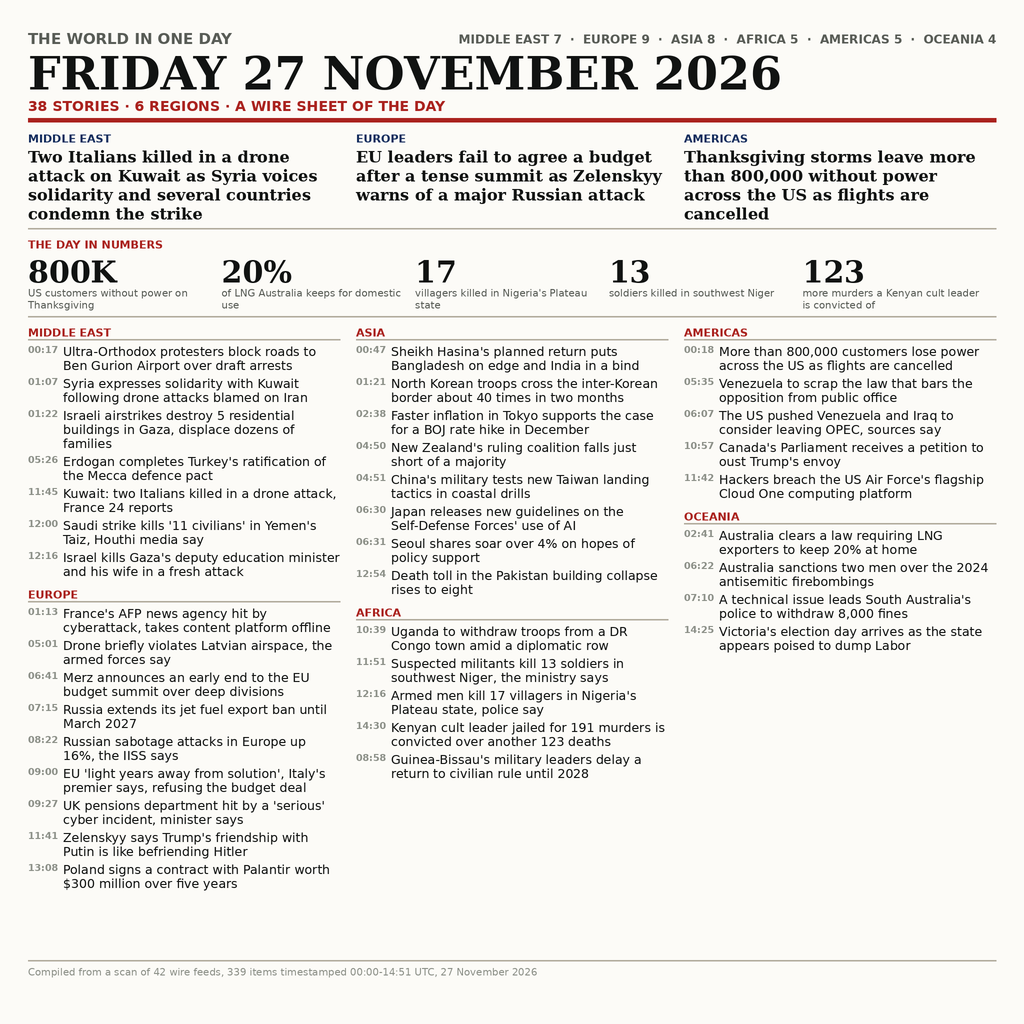 THE WORLD IN ONE DAY
MIDDLE EAST 7 · EUROPE 9 · ASIA 8 · AFRICA 5 · AMERICAS 5 · OCEANIA 4
FRIDAY 27 NOVEMBER 2026
38 STORIES · 6 REGIONS · A WIRE SHEET OF THE DAY
MIDDLE EAST
Two Italians killed in a drone
attack on Kuwait as Syria voices
solidarity and several countries
condemn the strike
EUROPE
EU leaders fail to agree a budget
after a tense summit as Zelenskyy
warns of a major Russian attack
AMERICAS
Thanksgiving storms leave more
than 800,000 without power
across the US as flights are
cancelled
THE DAY IN NUMBERS
800K
US customers without power on
Thanksgiving
20%
of LNG Australia keeps for domestic
use
17
villagers killed in Nigeria's Plateau
state
13
soldiers killed in southwest Niger
123
more murders a Kenyan cult leader
is convicted of
MIDDLE EAST
00:17 Ultra-Orthodox protesters block roads to
Ben Gurion Airport over draft arrests
01:07 Syria expresses solidarity with Kuwait
following drone attacks blamed on Iran
01:22 Israeli airstrikes destroy 5 residential
buildings in Gaza, displace dozens of
families
05:26 Erdogan completes Turkey's ratification of
the Mecca defence pact
11:45 Kuwait: two Italians killed in a drone attack,
France 24 reports
12:00 Saudi strike kills '11 civilians' in Yemen's
Taiz, Houthi media say
12:16 Israel kills Gaza's deputy education minister
and his wife in a fresh attack
EUROPE
01:13 France's AFP news agency hit by
cyberattack, takes content platform offline
05:01 Drone briefly violates Latvian airspace, the
armed forces say
06:41 Merz announces an early end to the EU
budget summit over deep divisions
07:15 Russia extends its jet fuel export ban until
March 2027
08:22 Russian sabotage attacks in Europe up
16%, the IISS says
09:00 EU 'light years away from solution', Italy's
premier says, refusing the budget deal
09:27 UK pensions department hit by a 'serious'
cyber incident, minister says
11:41 Zelenskyy says Trump's friendship with
Putin is like befriending Hitler
13:08 Poland signs a contract with Palantir worth
$300 million over five years
ASIA
00:47 Sheikh Hasina's planned return puts
Bangladesh on edge and India in a bind
01:21 North Korean troops cross the inter-Korean
border about 40 times in two months
02:38 Faster inflation in Tokyo supports the case
for a BOJ rate hike in December
04:50 New Zealand's ruling coalition falls just
short of a majority
04:51 China's military tests new Taiwan landing
tactics in coastal drills
06:30 Japan releases new guidelines on the
Self-Defense Forces' use of AI
06:31 Seoul shares soar over 4% on hopes of
policy support
12:54 Death toll in the Pakistan building collapse
rises to eight
AFRICA
10:39 Uganda to withdraw troops from a DR
Congo town amid a diplomatic row
11:51 Suspected militants kill 13 soldiers in
southwest Niger, the ministry says
12:16 Armed men kill 17 villagers in Nigeria's
Plateau state, police say
14:30 Kenyan cult leader jailed for 191 murders is
convicted over another 123 deaths
08:58 Guinea-Bissau's military leaders delay a
return to civilian rule until 2028
AMERICAS
00:18 More than 800,000 customers lose power
across the US as flights are cancelled
05:35 Venezuela to scrap the law that bars the
opposition from public office
06:07 The US pushed Venezuela and Iraq to
consider leaving OPEC, sources say
10:57 Canada's Parliament receives a petition to
oust Trump's envoy
11:42 Hackers breach the US Air Force's flagship
Cloud One computing platform
OCEANIA
02:41 Australia clears a law requiring LNG
exporters to keep 20% at home
06:22 Australia sanctions two men over the 2024
antisemitic firebombings
07:10 A technical issue leads South Australia's
police to withdraw 8,000 fines
14:25 Victoria's election day arrives as the state
appears poised to dump Labor
Compiled from a scan of 42 wire feeds, 339 items timestamped 00:00-14:51 UTC, 27 November 2026